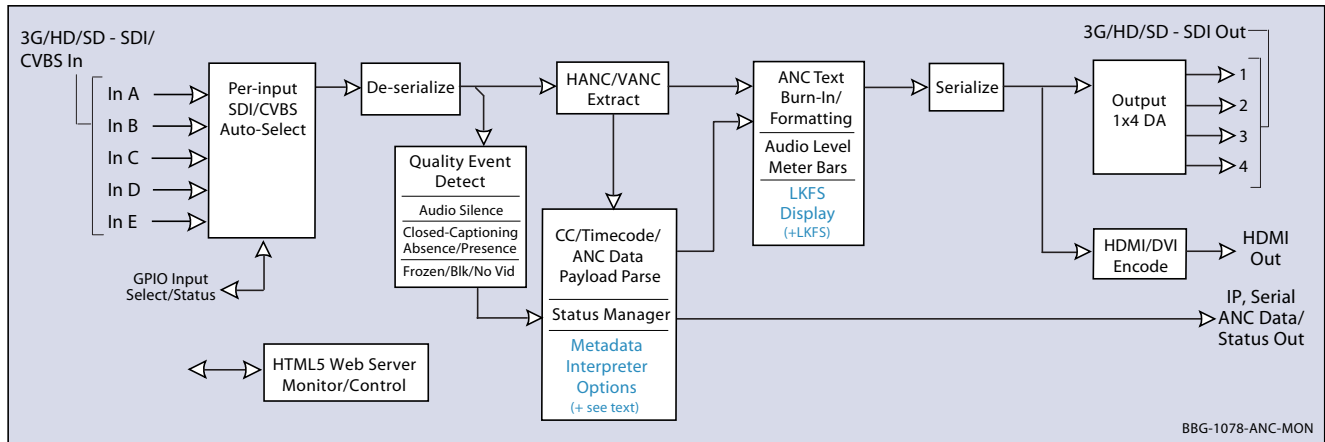 3G/HD/SD - SDI/
CVBS In
In A
In B
In C
In D
In E
Per-input
SDI/CVBS
Auto-Select
GPIO Input
Select/Status
De-serialize
Quality Event
Detect
Audio Silence
Closed-Captioning
Absence/Presence
Frozen/Blk/No Vid
HANC/VANC
Extract
CC/Timecode/
ANC Data
Payload Parse
Status Manager
Metadata
Interpreter
Options
(+ see text)
ANC Text
Burn-In/
Formatting
Audio Level
Meter Bars
LKFS
Display
(+LKFS)
Serialize
3G/HD/SD - SDI Out
Output
1x4 DA
1
2
3
4
HDMI/DVI
Encode
HDMI
Out
IP, Serial
ANC Data/
Status Out
HTML5 Web Server
Monitor/Control
BBG-1078-ANC-MON